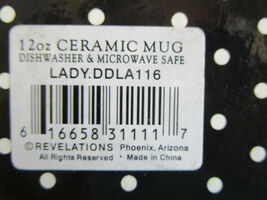 12oz CERAMIC MUG
DISHWASHER & MICROWAVE SAFE
LADY.DDLA116
6 16658 31111 7
©REVELATIONS Phoenix, Arizona
All Rights Reserved Made in China